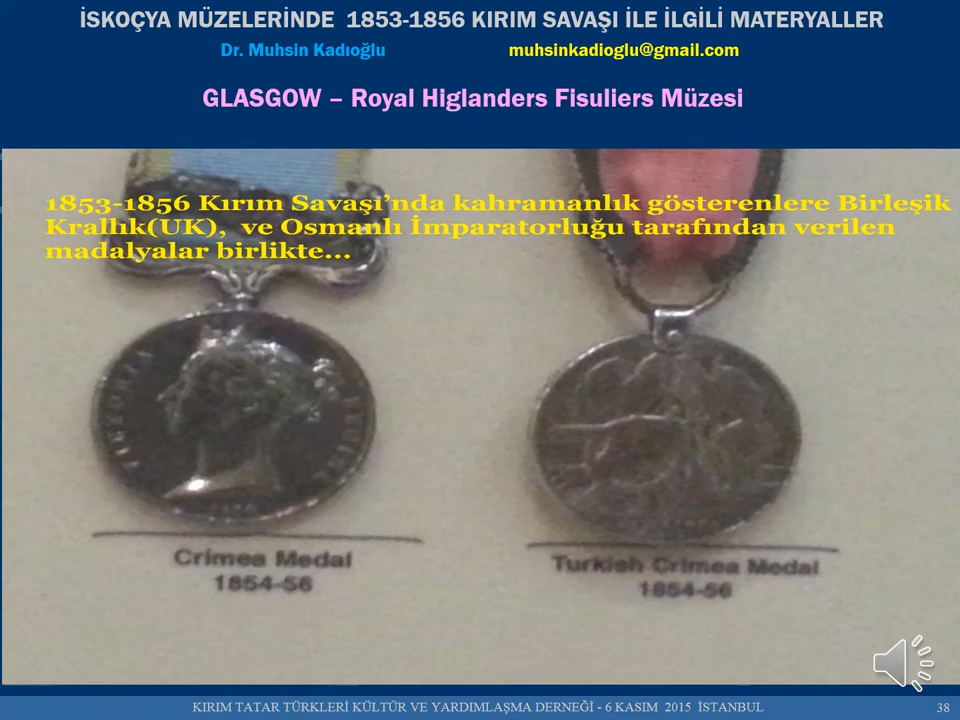 İSKOÇYA MÜZELERİNDE 1853-1856 KIRIM SAVAŞI İLE İLGİLİ MATERYALLER
Dr. Muhsin Kadıoğlu muhsinkadioglu@gmail.com
GLASGOW – Royal Higlanders Fisuliers Müzesi
1853-1856 Kırım Savaşı’nda kahramanlık gösterenlere Birleşik
Krallık(UK), ve Osmanlı İmparatorluğu tarafından verilen
madalyalar birlikte...
VICTORIA REGINA
1854
Crimea Medal
1854-56
Turkish Crimea Medal
1854-56
KIRIM TATAR TÜRKLERİ KÜLTÜR VE YARDIMLAŞMA DERNEĞİ - 6 KASIM 2015 İSTANBUL 38